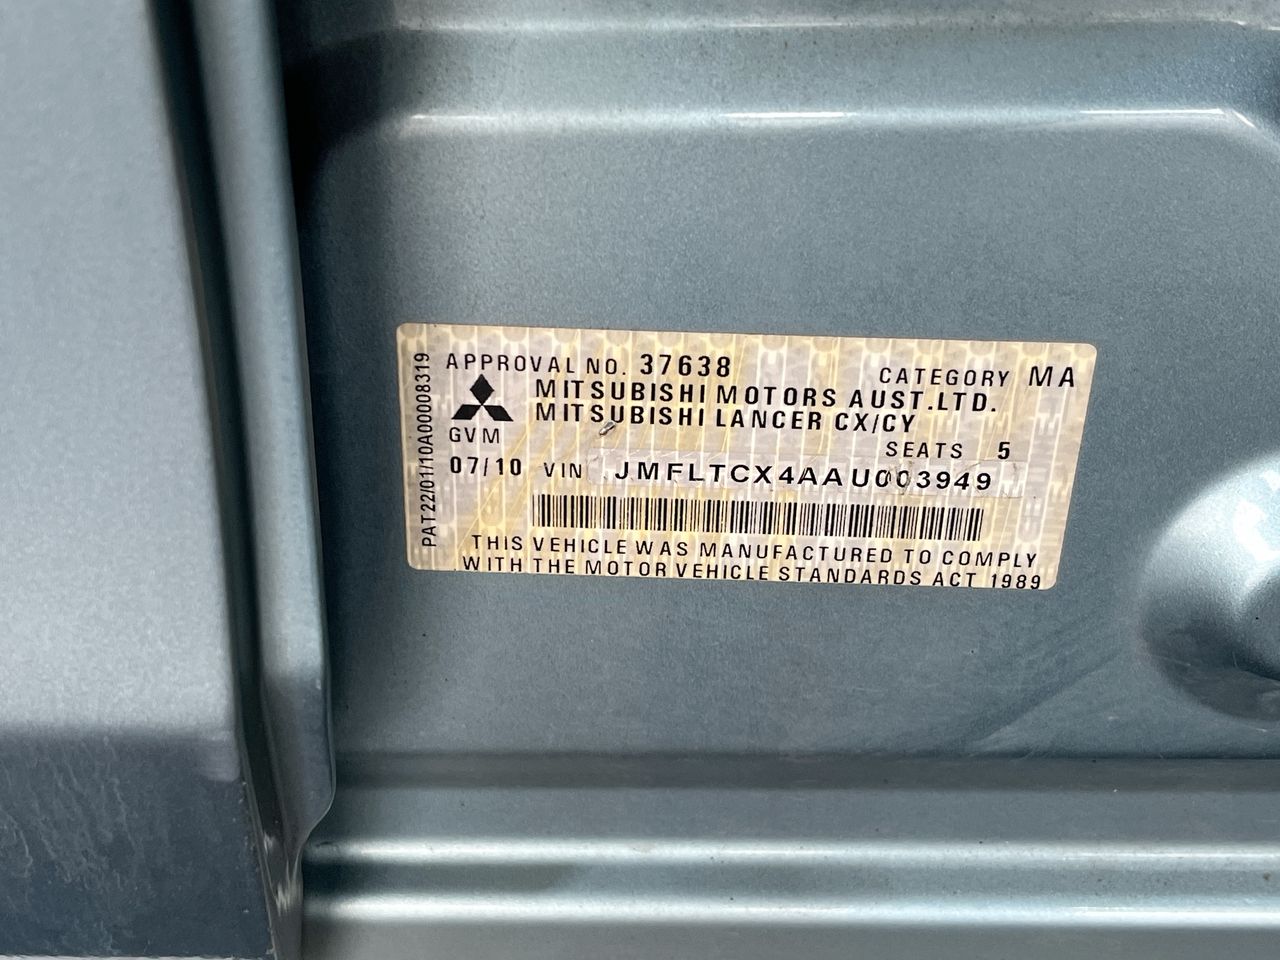 PAT22/01/10A00008319
APPROVAL NO. 37638 CATEGORY MA
MITSUBISHI MOTORS AUST.LTD.
MITSUBISHI LANCER CX/CY
GVM SEATS 5
07/10 VIN JMFLTCX4AAU003949
THIS VEHICLE WAS MANUFACTURED TO COMPLY
WITH THE MOTOR VEHICLE STANDARDS ACT 1989